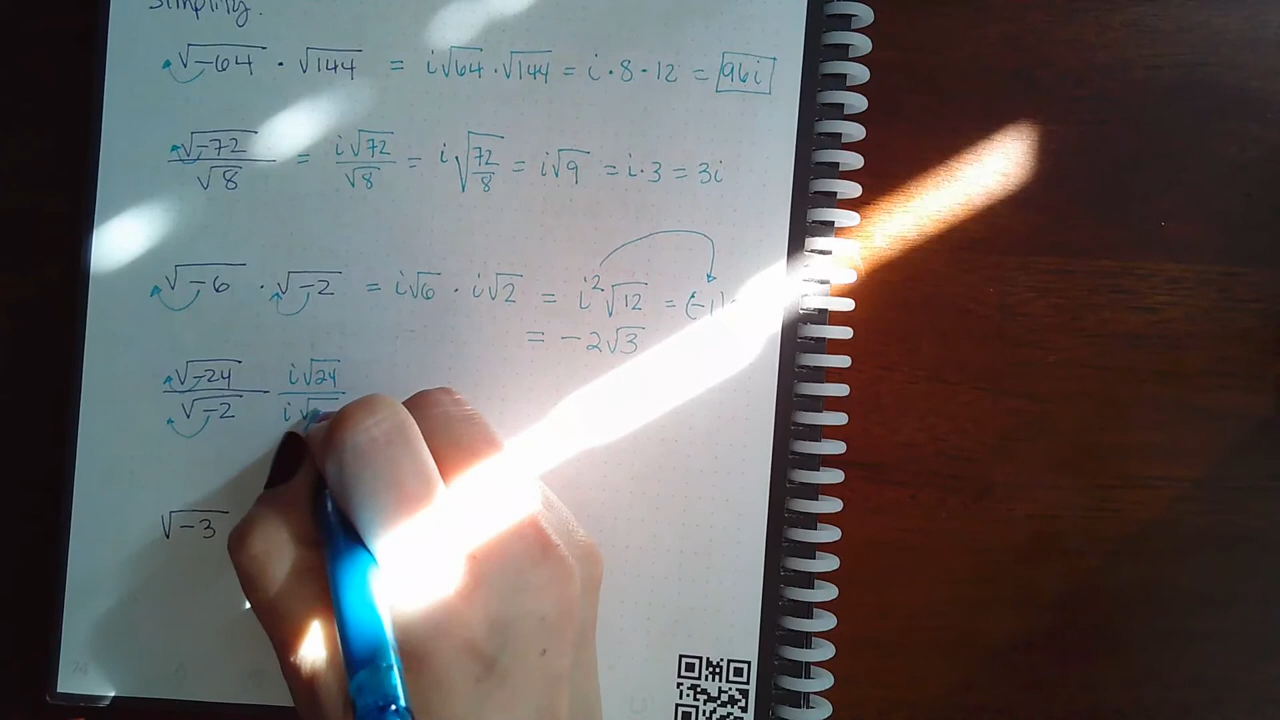 Simplify.
√-64 · √144 = i√64 · √144 = i · 8 · 12 = 96i
√-72 / √8 = i√72 / √8 = i√72/8 = i√9 = i · 3 = 3i
√-6 · √-2 = i√6 · i√2 = i²√12 = (-1)
= -2√3
√-24 / √-2 i√24 / i√
√-3
24